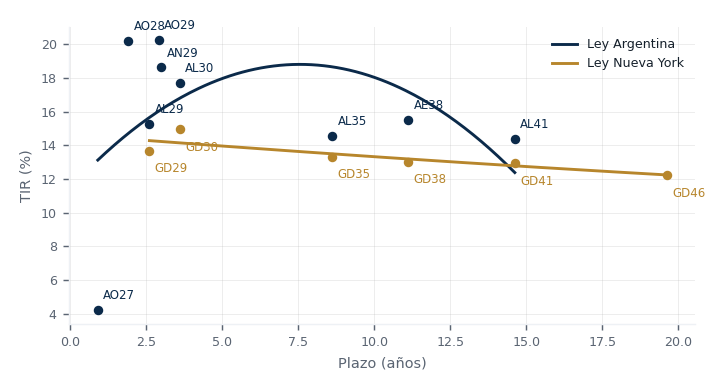 AO28
AO29
AN29
AL30
AL29
GD30
GD29
AL35
GD35
AE38
GD38
AL41
GD41
GD46
AO27
Ley Argentina
Ley Nueva York
TIR (%)
20
18
16
14
12
10
8
6
4
0.0
2.5
5.0
7.5
10.0
12.5
15.0
17.5
20.0
Plazo (años)